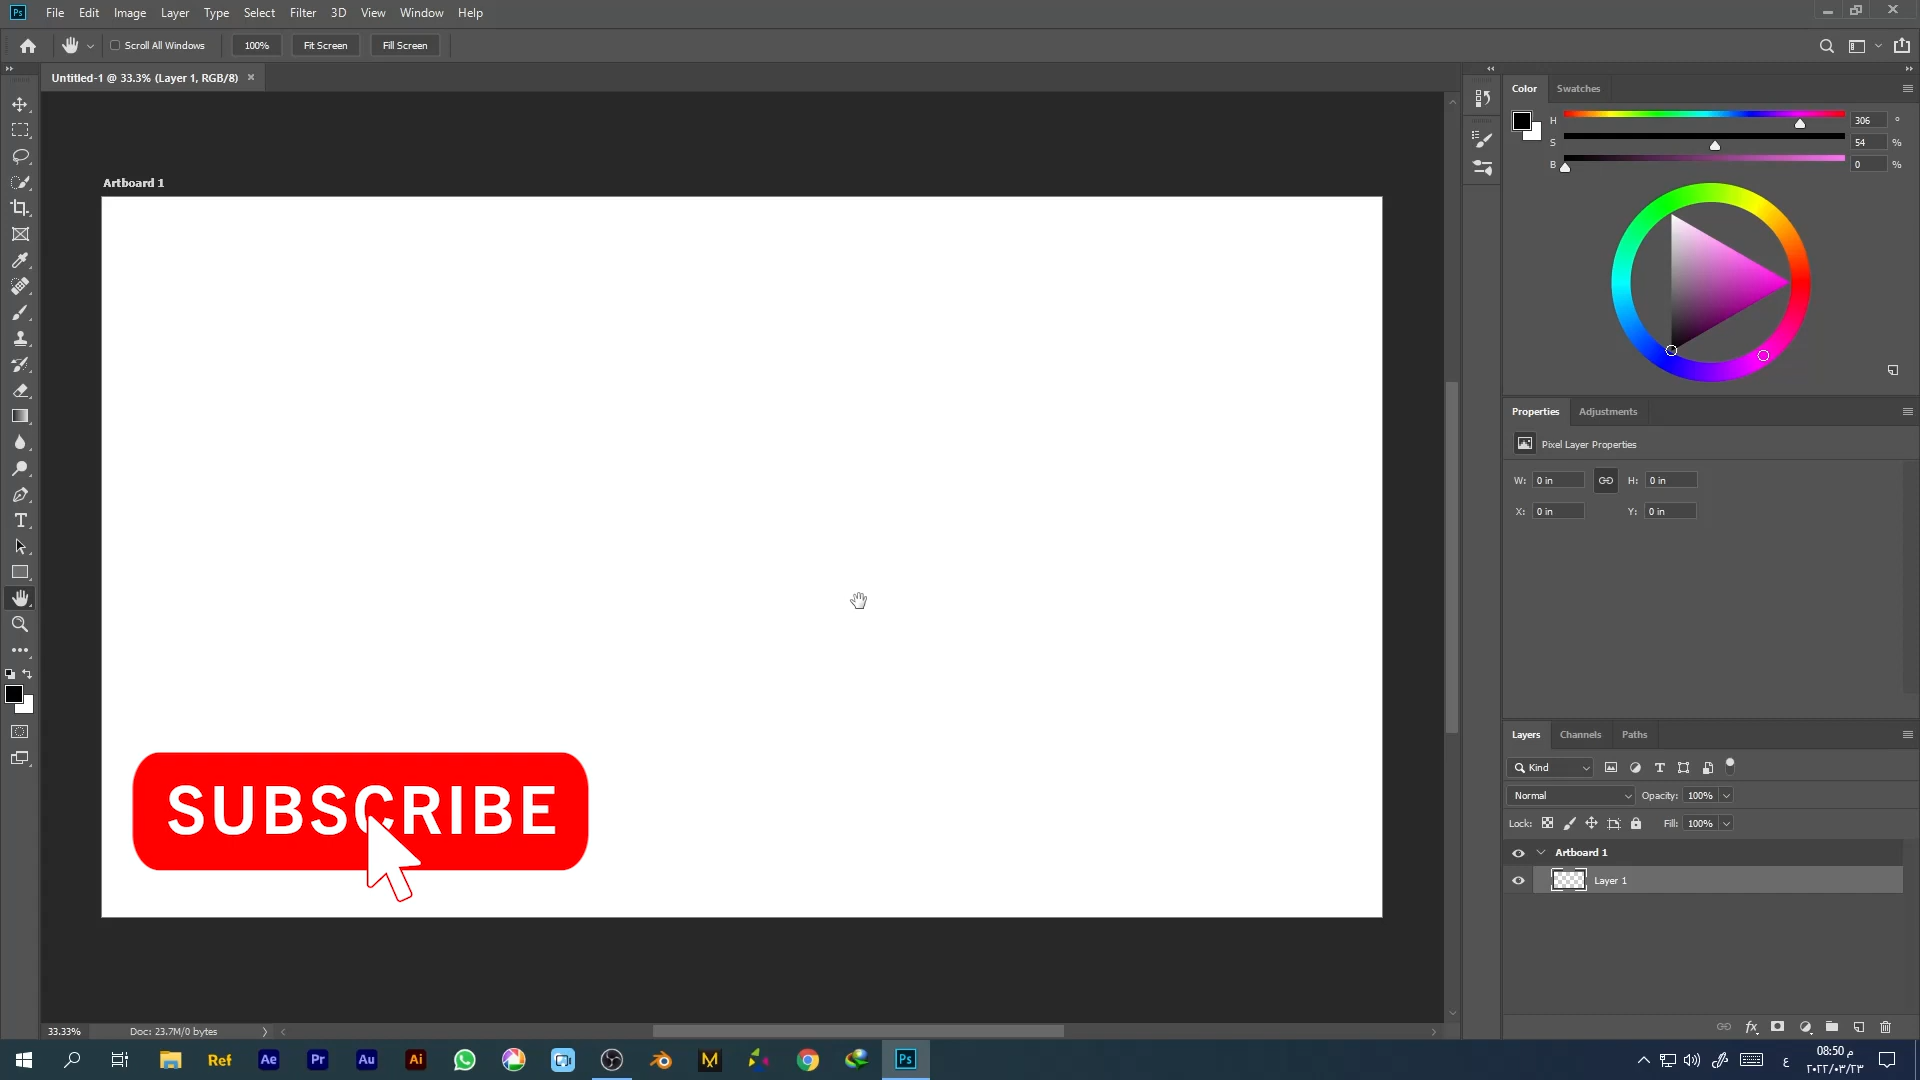 Ps File Edit Image Layer Type Select Filter 3D View Window Help
Scroll All Windows 100% Fit Screen Fill Screen
Untitled-1 @ 33.3% (Layer 1, RGB/8) ×
Color Swatches
H 306 °
S 54 %
B 0 %
Artboard 1
Properties Adjustments
Pixel Layer Properties
W: 0 in H: 0 in
X: 0 in Y: 0 in
SUBSCRIBE
Layers Channels Paths
Kind
Normal Opacity: 100%
Lock: Fill: 100%
Artboard 1
Layer 1
33.33% Doc: 23.7M/0 bytes
Ref Ae Pr Au Ai Ps
ع
08:50 م
٢٠٢٢/٠٣/٢٣